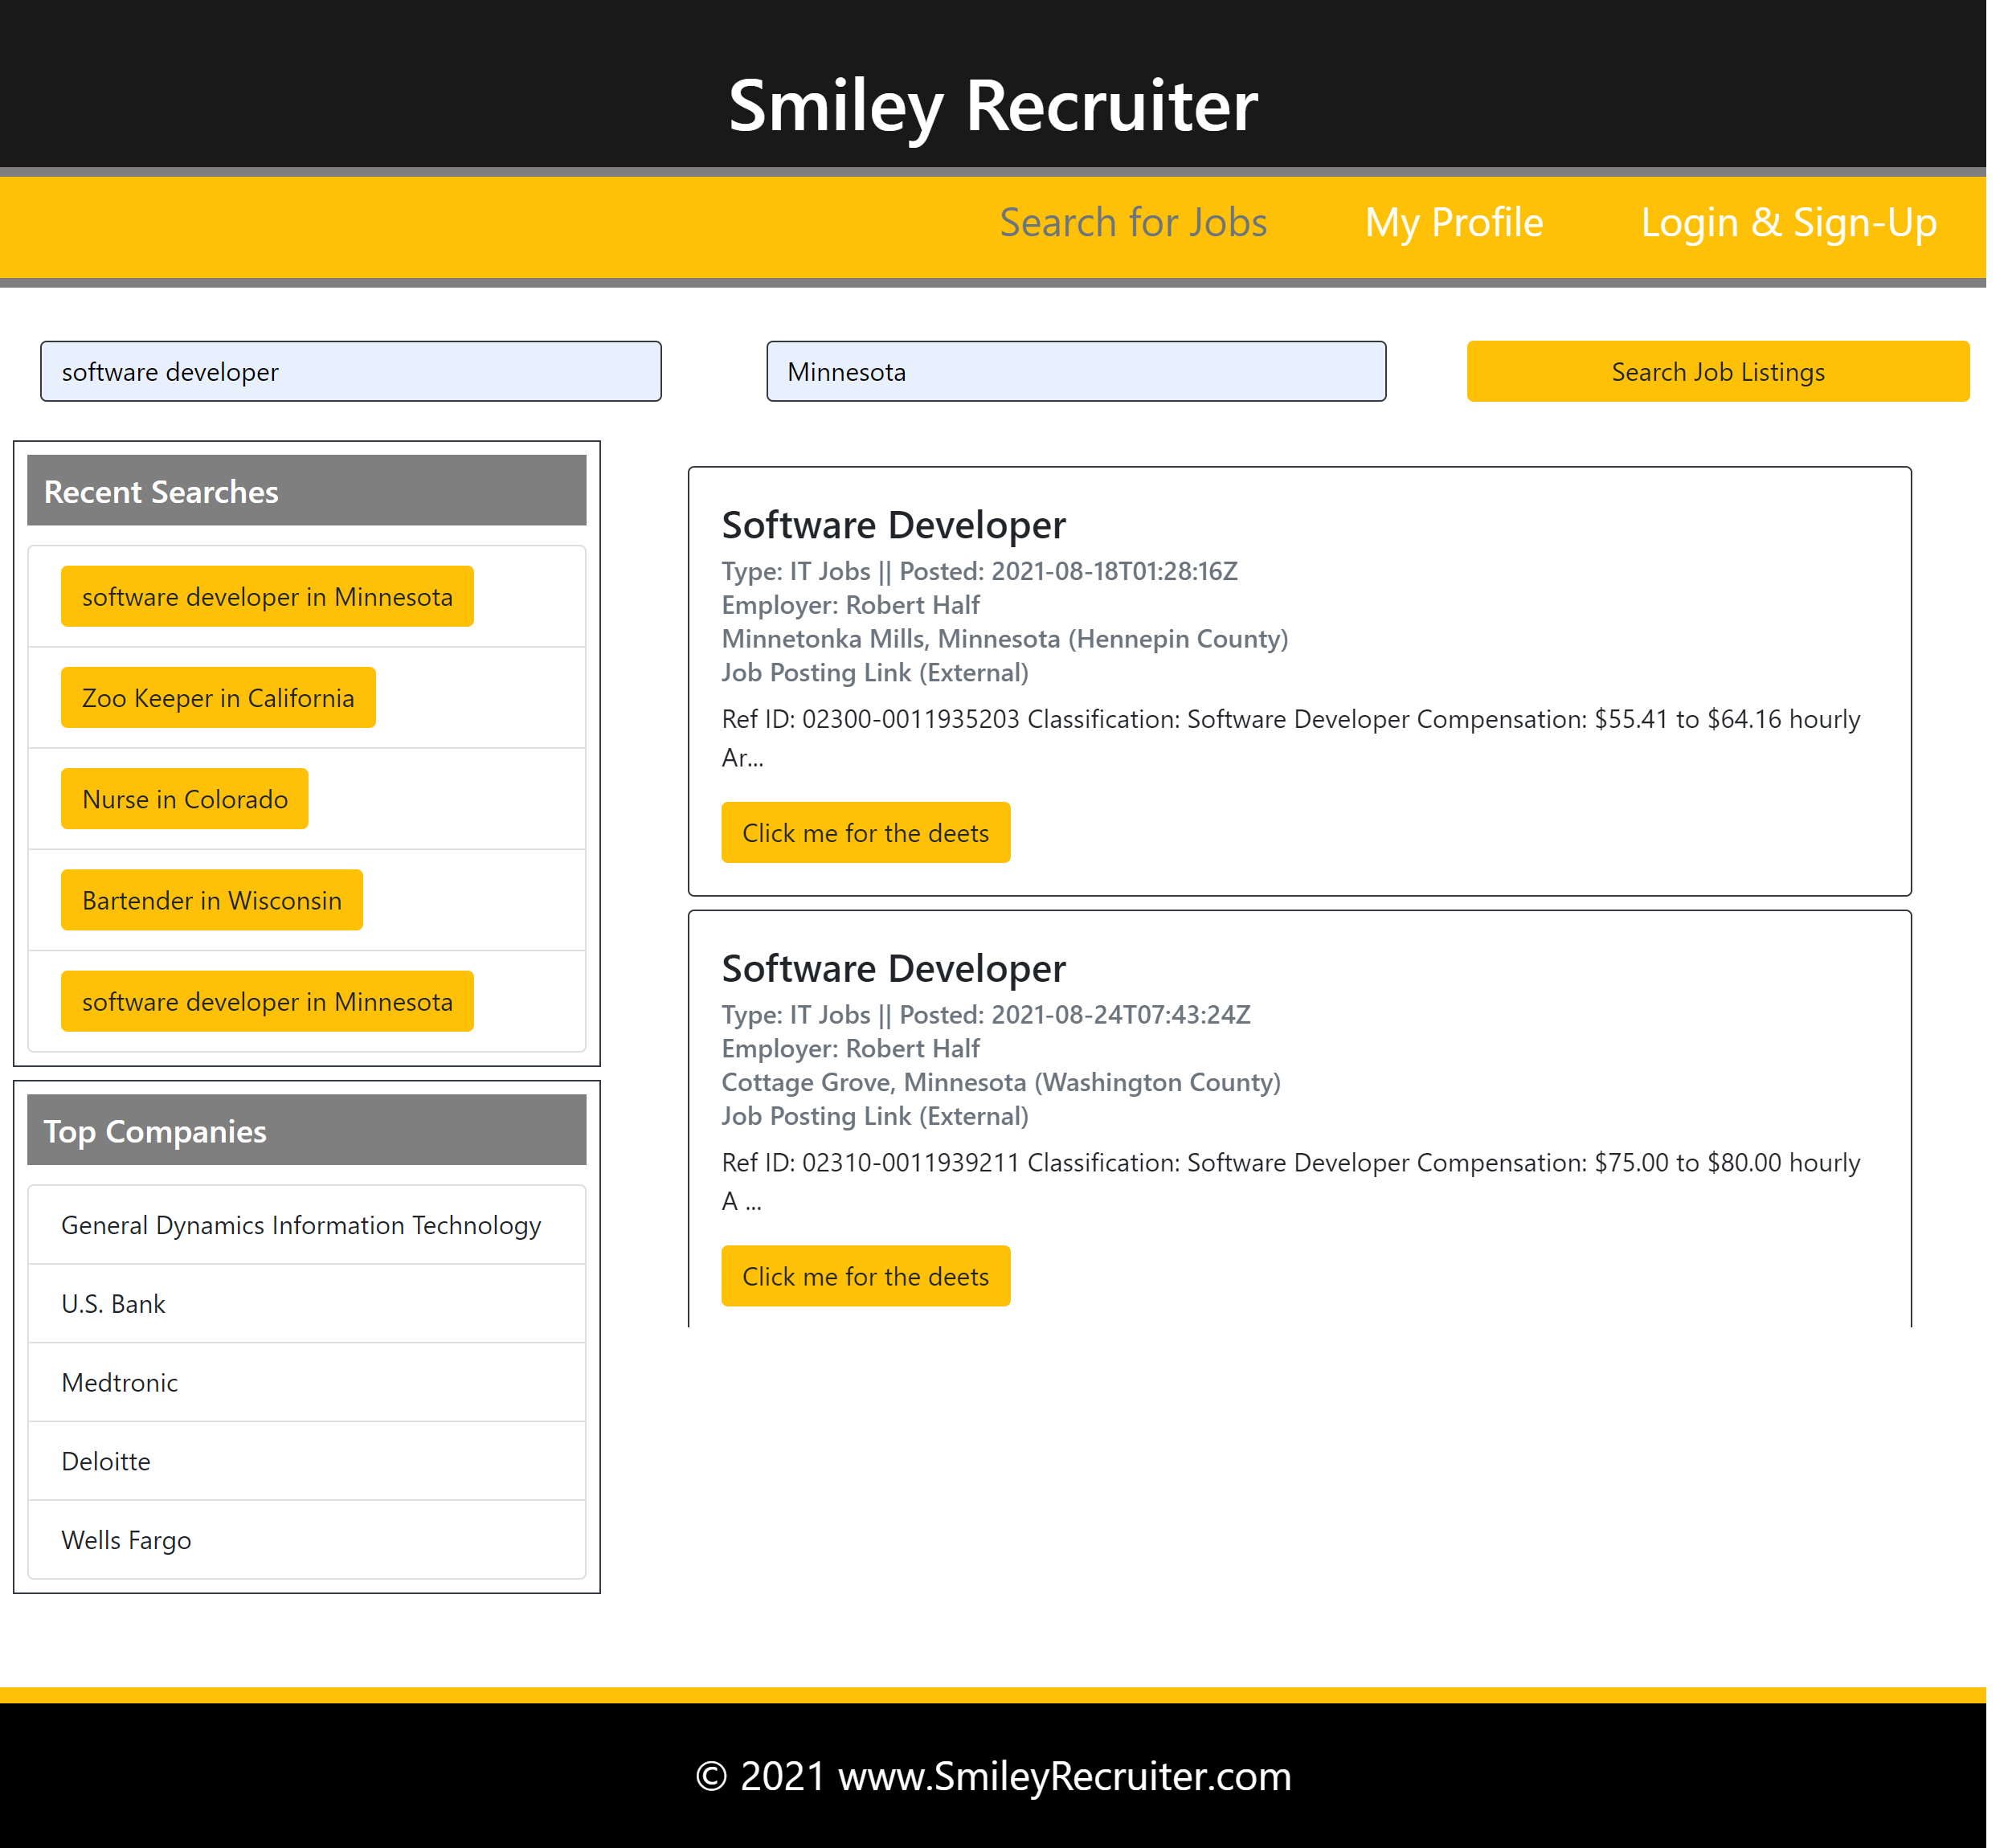 Smiley Recruiter
Search for Jobs
My Profile
Login & Sign-Up
software developer
Minnesota
Search Job Listings
Recent Searches
software developer in Minnesota
Zoo Keeper in California
Nurse in Colorado
Bartender in Wisconsin
software developer in Minnesota
Top Companies
General Dynamics Information Technology
U.S. Bank
Medtronic
Deloitte
Wells Fargo
Software Developer
Type: IT Jobs || Posted: 2021-08-18T01:28:16Z
Employer: Robert Half
Minnetonka Mills, Minnesota (Hennepin County)
Job Posting Link (External)
Ref ID: 02300-0011935203 Classification: Software Developer Compensation: $55.41 to $64.16 hourly
Ar...
Click me for the deets
Software Developer
Type: IT Jobs || Posted: 2021-08-24T07:43:24Z
Employer: Robert Half
Cottage Grove, Minnesota (Washington County)
Job Posting Link (External)
Ref ID: 02310-0011939211 Classification: Software Developer Compensation: $75.00 to $80.00 hourly
A ...
Click me for the deets
© 2021 www.SmileyRecruiter.com